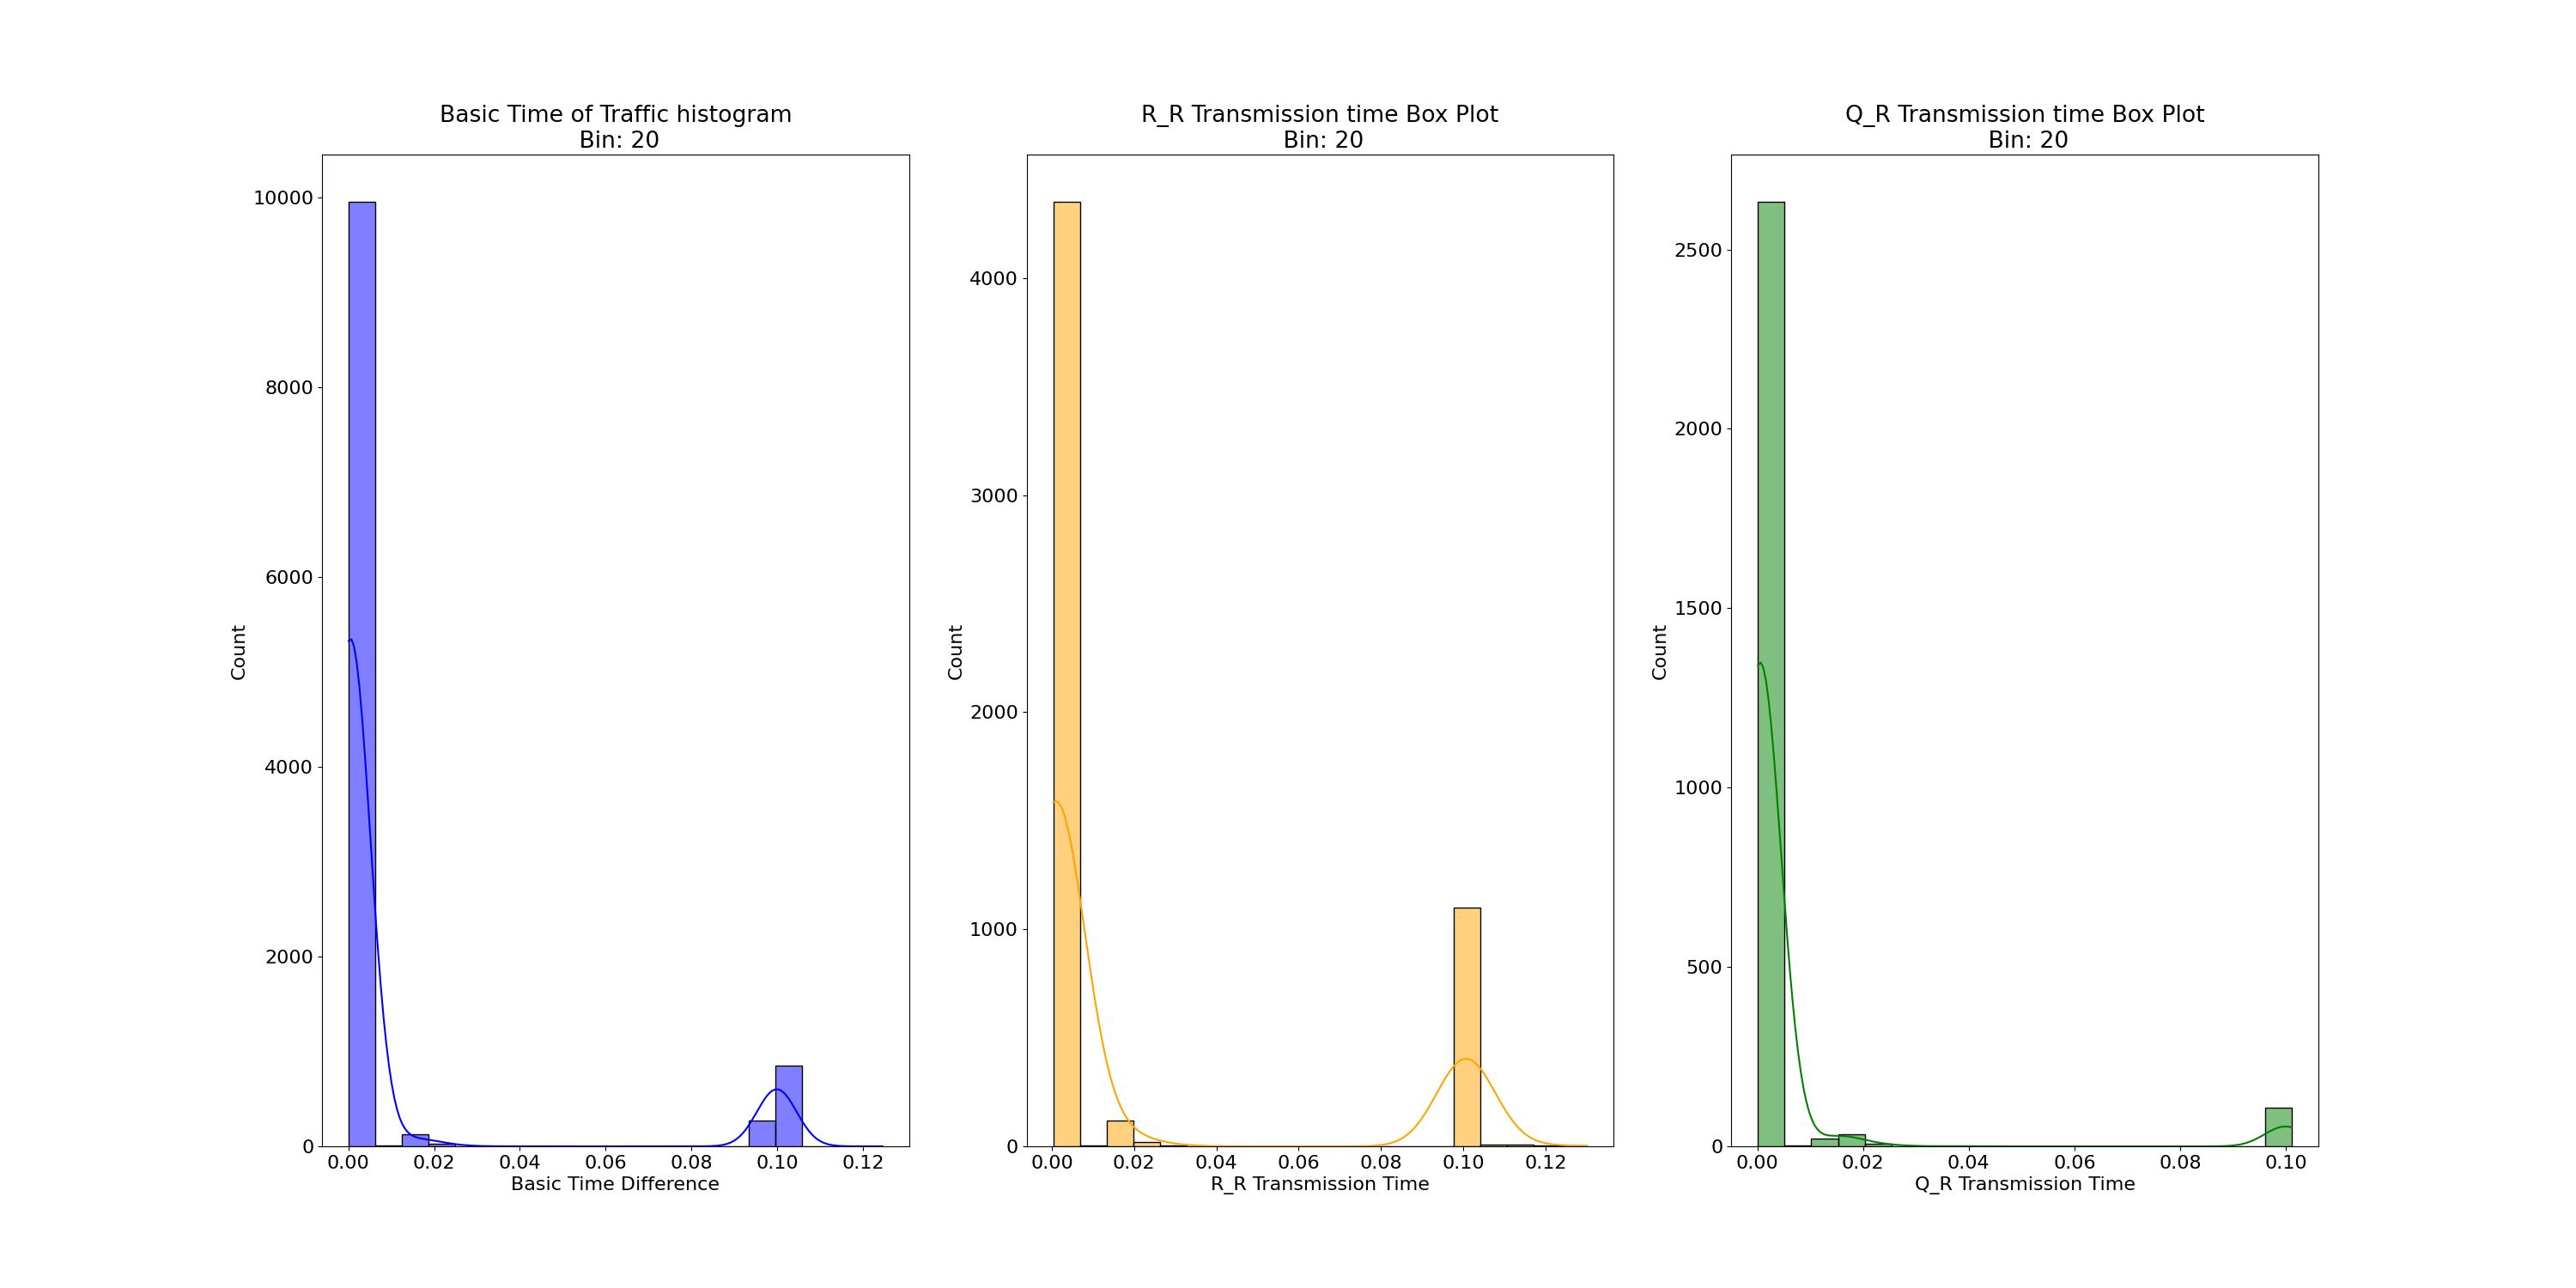 Basic Time of Traffic histogram
Bin: 20
10000
8000
6000
4000
2000
0
Count
0.00 0.02 0.04 0.06 0.08 0.10 0.12
Basic Time Difference
R_R Transmission time Box Plot
Bin: 20
4000
3000
2000
1000
0
Count
0.00 0.02 0.04 0.06 0.08 0.10 0.12
R_R Transmission Time
Q_R Transmission time Box Plot
Bin: 20
2500
2000
1500
1000
500
0
Count
0.00 0.02 0.04 0.06 0.08 0.10
Q_R Transmission Time